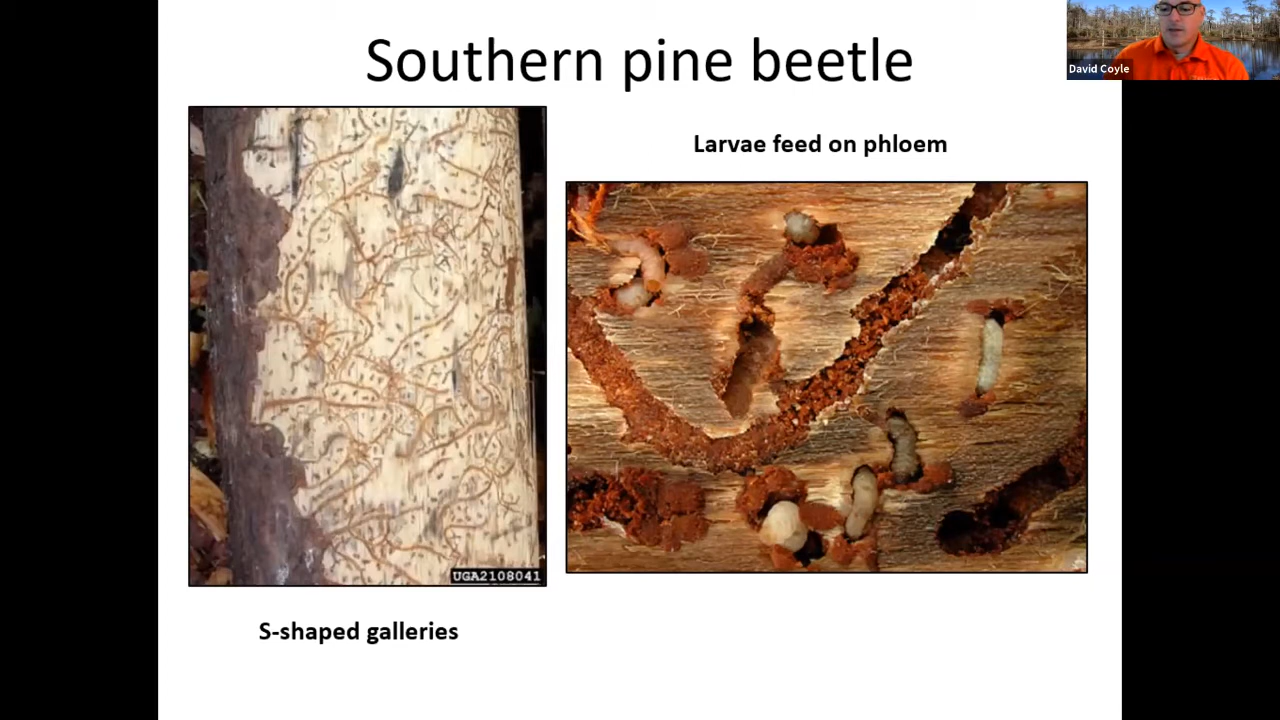 Southern pine beetle
David Coyle
Larvae feed on phloem
UGA2108041
S-shaped galleries